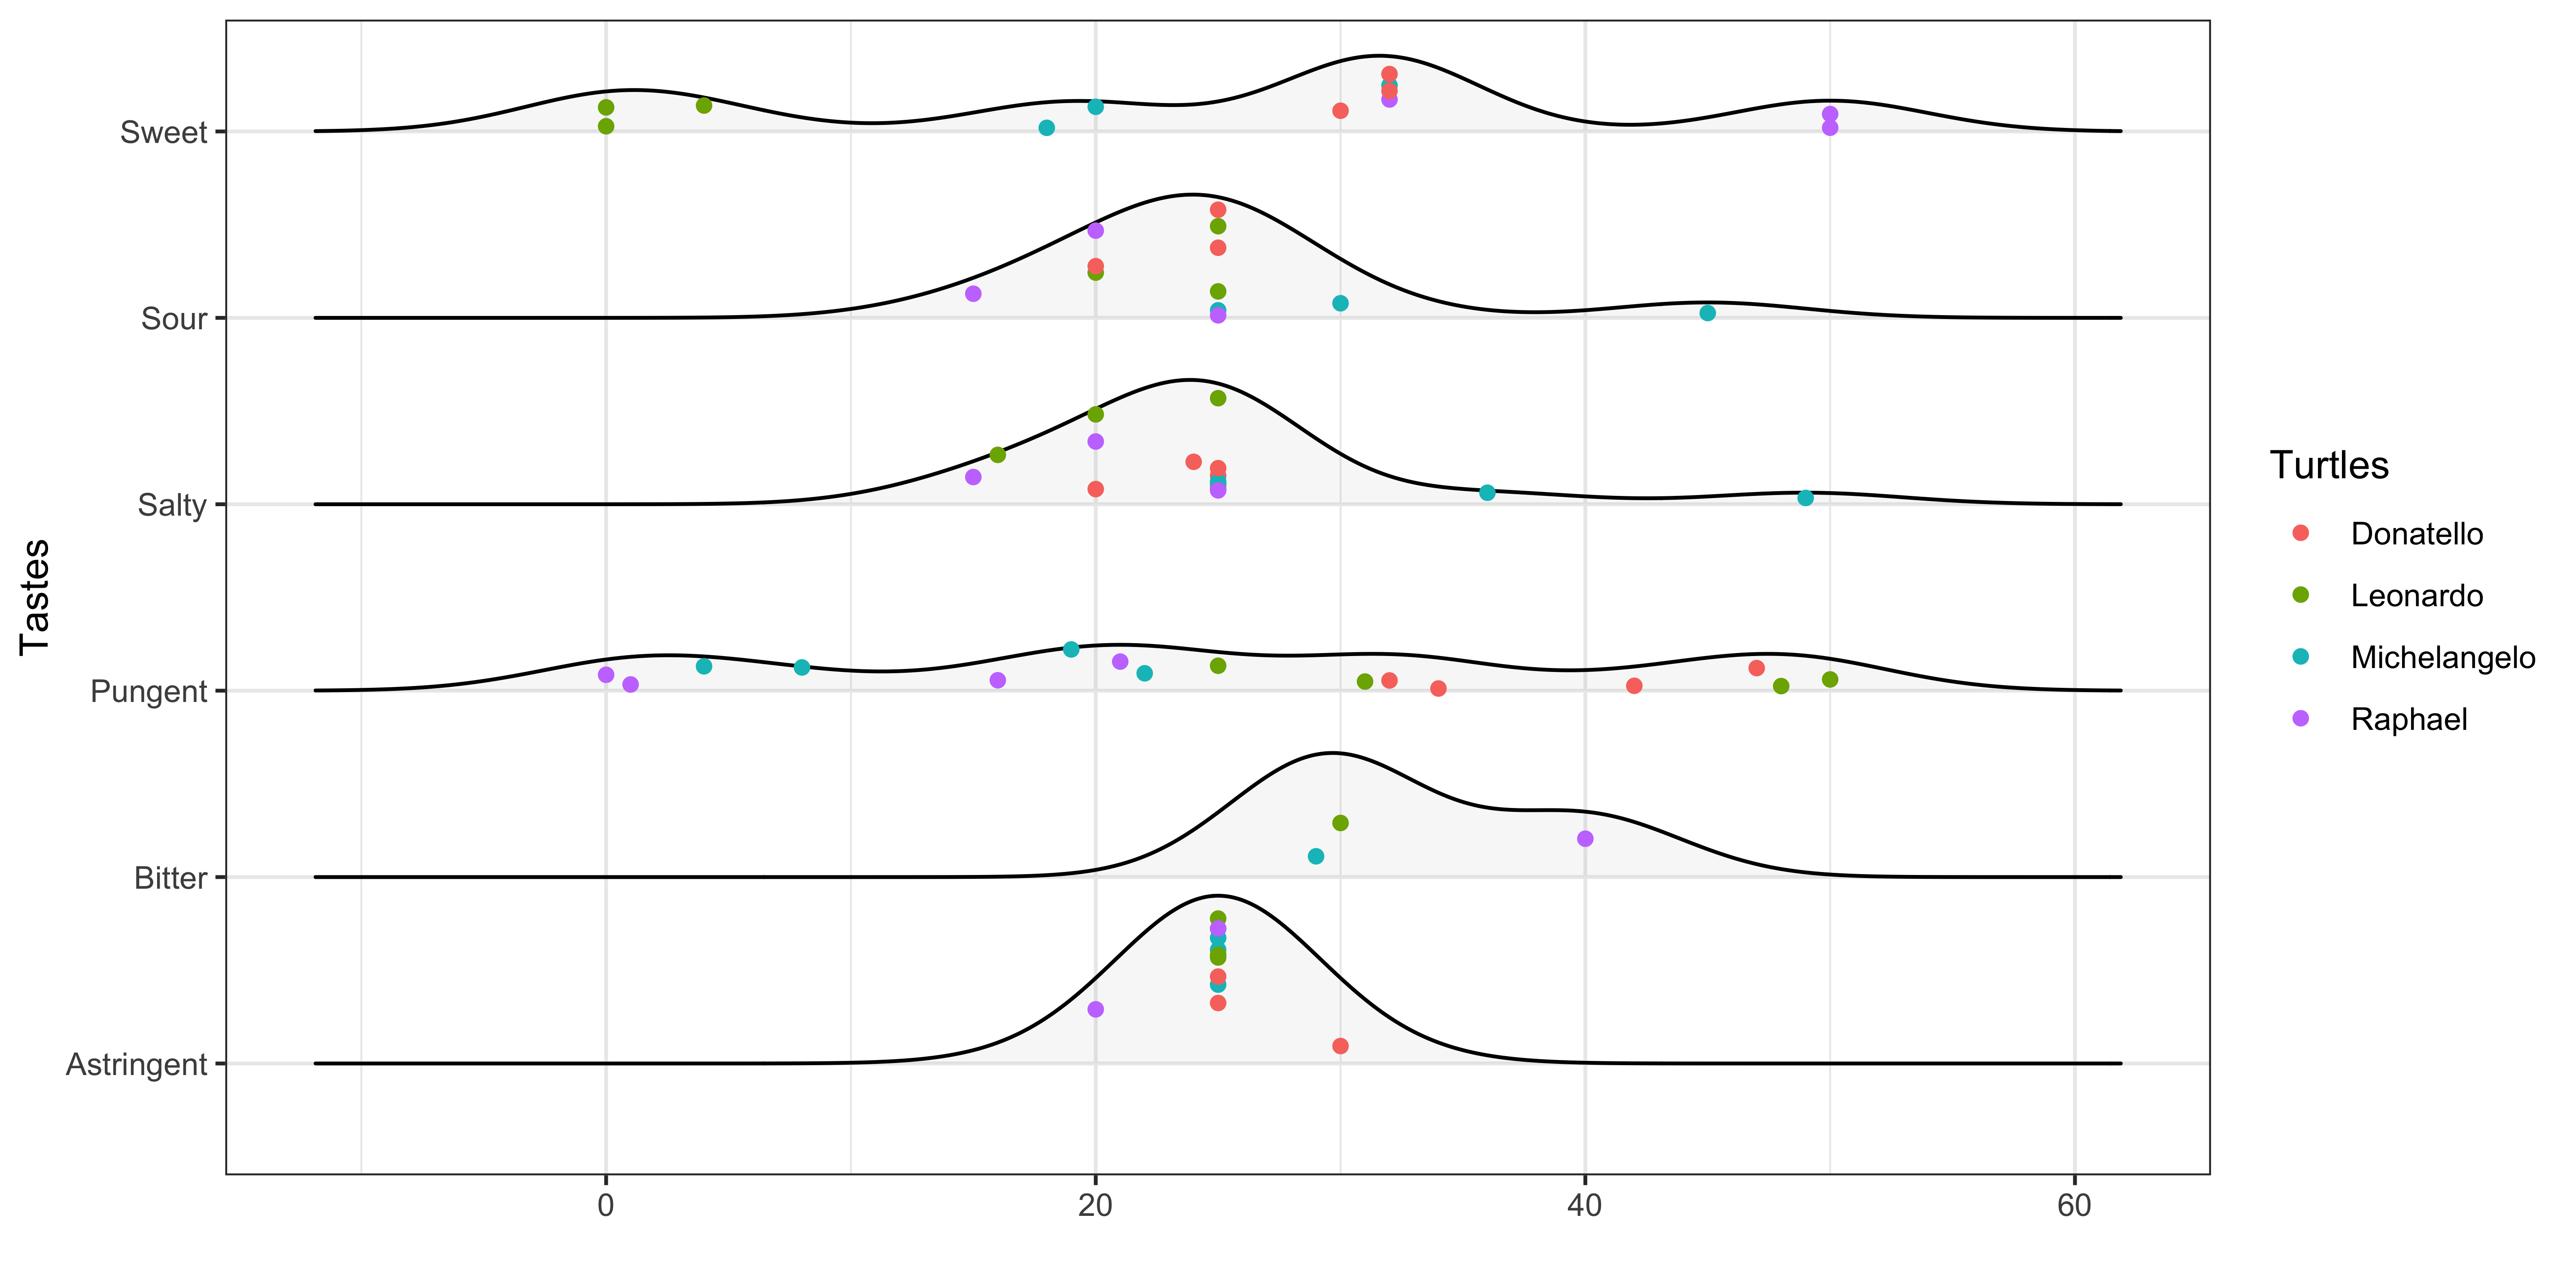 Tastes
Sweet
Sour
Salty
Pungent
Bitter
Astringent
0 20 40 60
Turtles
Donatello
Leonardo
Michelangelo
Raphael